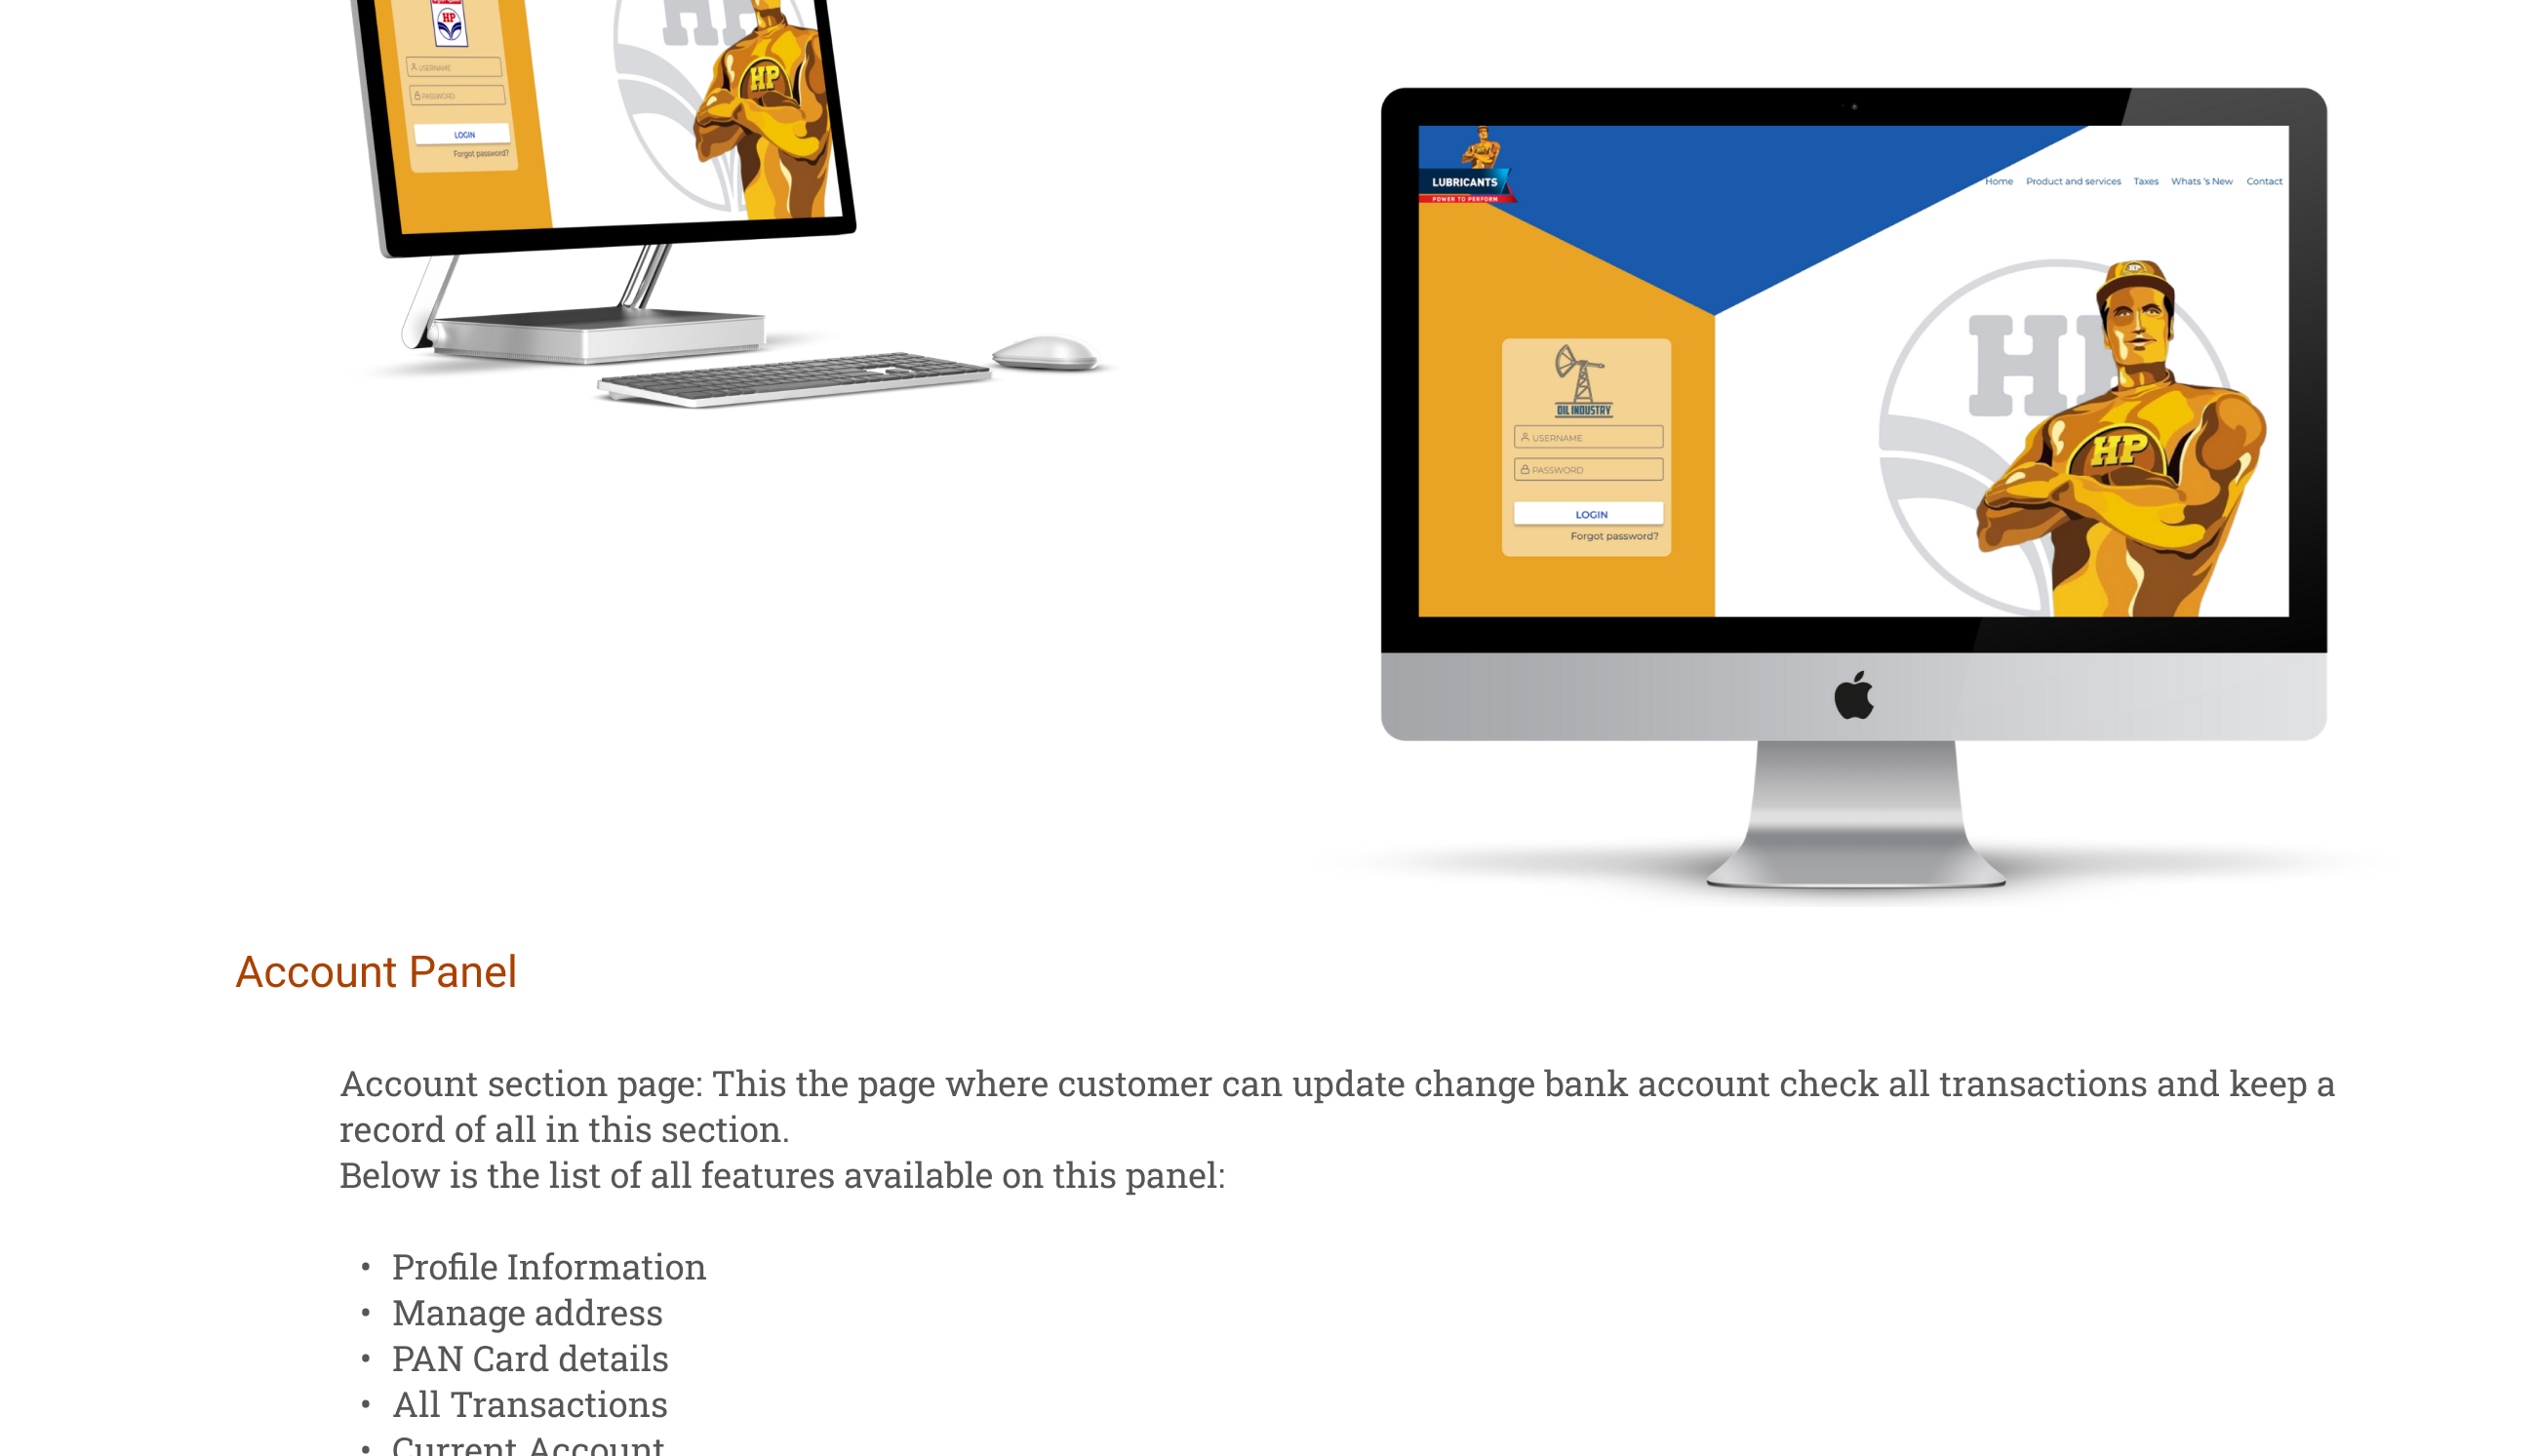 HP
USERNAME
PASSWORD
LOGIN
Forgot password?
HP
HP
LUBRICANTS
POWER TO PERFORM
Home Product and services Taxes Whats 's New Contact
OIL INDUSTRY
USERNAME
PASSWORD
LOGIN
Forgot password?
HP
HP
HP
Account Panel
Account section page: This the page where customer can update change bank account check all transactions and keep a
record of all in this section.
Below is the list of all features available on this panel:
• Profile Information
• Manage address
• PAN Card details
• All Transactions
• Current Account